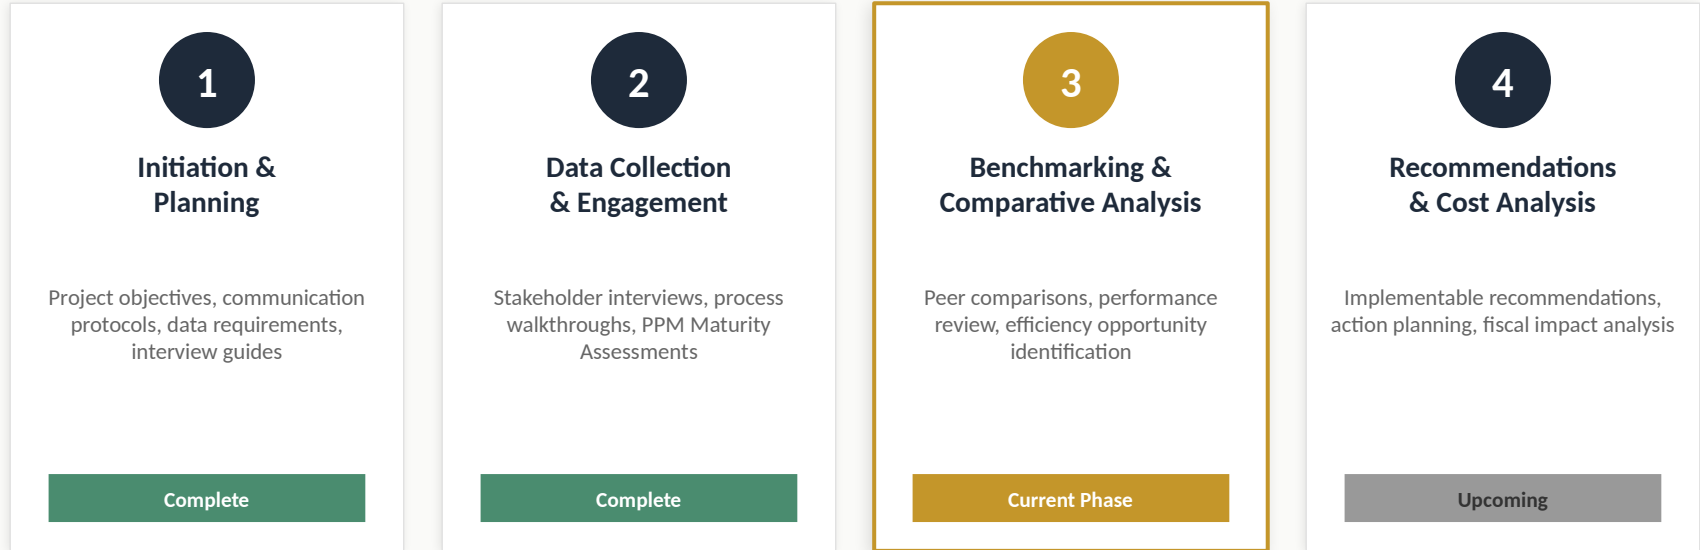 1
Initiation &
Planning
Project objectives, communication
protocols, data requirements,
interview guides
Complete
2
Data Collection
& Engagement
Stakeholder interviews, process
walkthroughs, PPM Maturity
Assessments
Complete
3
Benchmarking &
Comparative Analysis
Peer comparisons, performance
review, efficiency opportunity
identification
Current Phase
4
Recommendations
& Cost Analysis
Implementable recommendations,
action planning, fiscal impact analysis
Upcoming